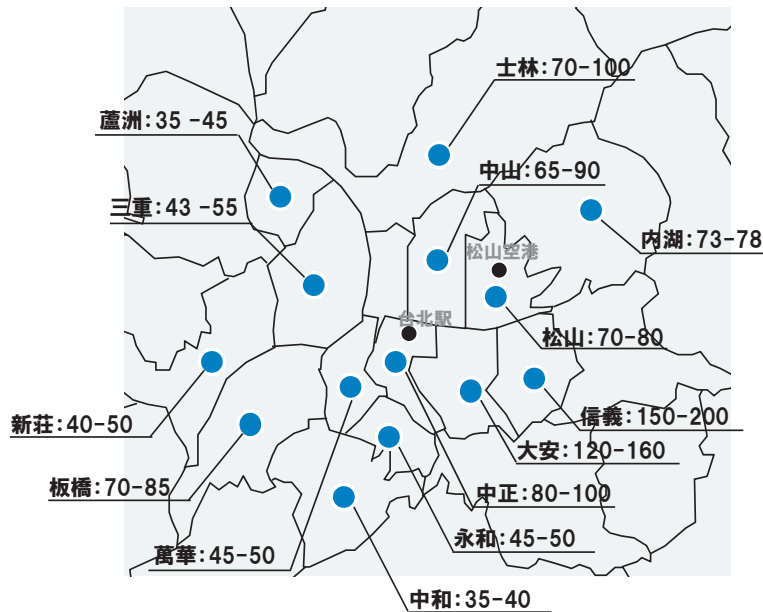 士林：70-100
蘆洲：35 -45
中山：65-90
三重：43 -55
内湖：73-78
松山空港
台北駅
松山：70-80
新荘：40-50
信義：150-200
大安：120-160
板橋：70-85
中正：80-100
永和：45-50
萬華：45-50
中和：35-40